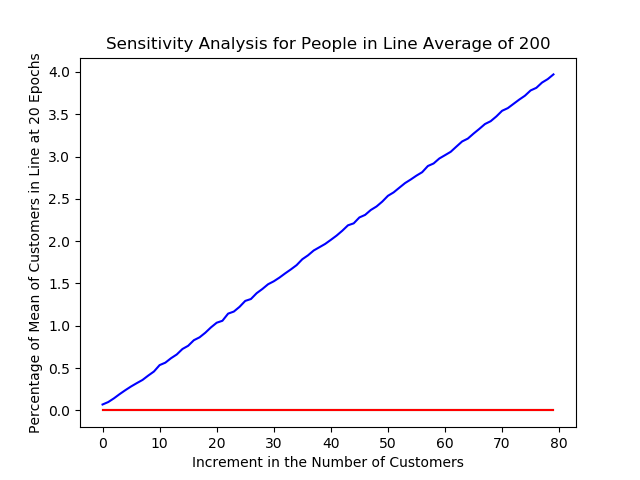 Sensitivity Analysis for People in Line Average of 200
Percentage of Mean of Customers in Line at 20 Epochs
4.0
3.5
3.0
2.5
2.0
1.5
1.0
0.5
0.0
0 10 20 30 40 50 60 70 80
Increment in the Number of Customers